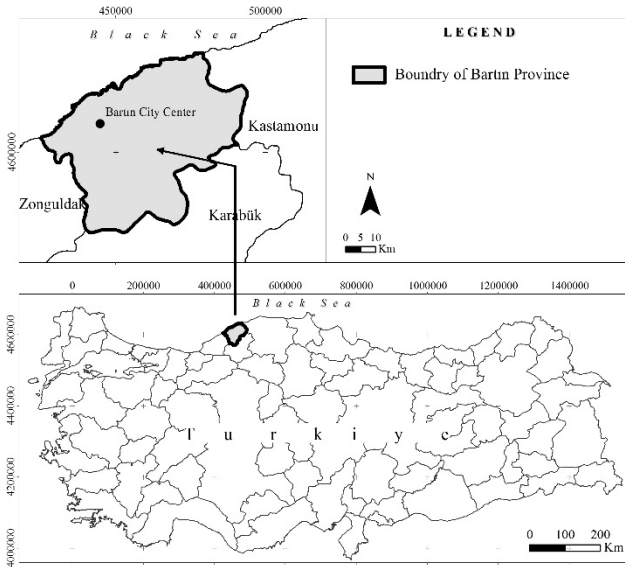 450000 500000
Black Sea
LEGEND
Boundry of Bartın Province
Bartın City Center
Kastamonu
4600000
Zonguldak
Karabük
N
0 5 10
Km
0 200000 400000 600000 800000 1000000 1200000 1400000
Black Sea
4600000
4400000
Türkiye
4200000
4000000
0 100 200
Km